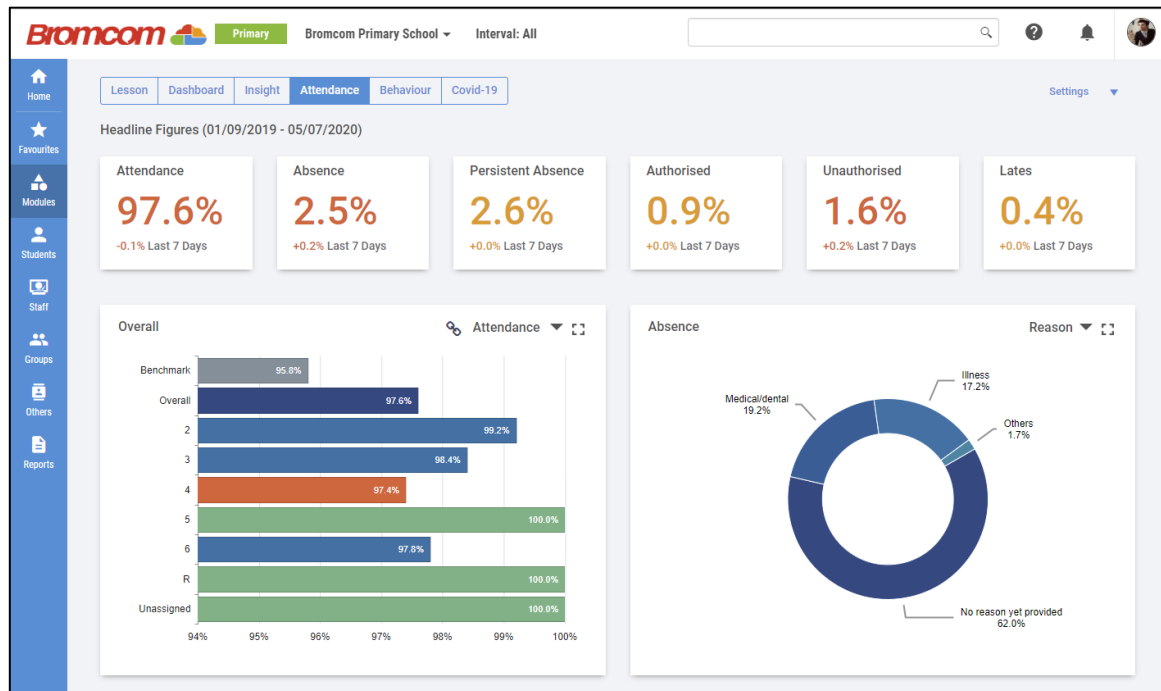 Bromcom
Primary
Bromcom Primary School
Interval: All
Home
Favourites
Modules
Students
Staff
Groups
Others
Reports
Lesson
Dashboard
Insight
Attendance
Behaviour
Covid-19
Settings
Headline Figures (01/09/2019 - 05/07/2020)
Attendance
97.6%
-0.1% Last 7 Days
Absence
2.5%
+0.2% Last 7 Days
Persistent Absence
2.6%
+0.0% Last 7 Days
Authorised
0.9%
+0.0% Last 7 Days
Unauthorised
1.6%
+0.2% Last 7 Days
Lates
0.4%
+0.0% Last 7 Days
Overall
Attendance
Benchmark 95.8%
Overall 97.6%
2 99.2%
3 98.4%
4 97.4%
5 100.0%
6 97.8%
R 100.0%
Unassigned 100.0%
94% 95% 96% 97% 98% 99% 100%
Absence
Reason
Illness
17.2%
Medical/dental
19.2%
Others
1.7%
No reason yet provided
62.0%